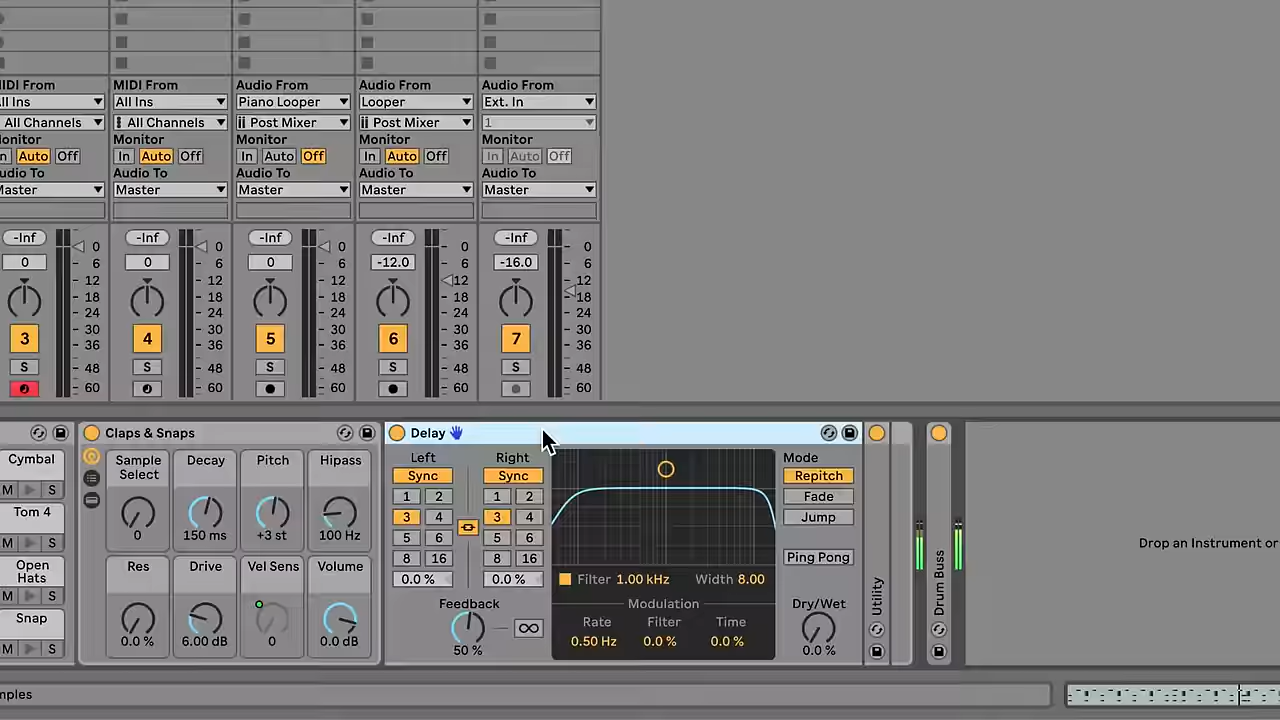 IDI From MIDI From Audio From Audio From Audio From
ll Ins All Ins Piano Looper Looper Ext. In
All Channels All Channels Post Mixer Post Mixer 1
onitor Monitor Monitor Monitor Monitor
n Auto Off In Auto Off In Auto Off In Auto Off In Auto Off
udio To Audio To Audio To Audio To Audio To
Master Master Master Master Master
-Inf -Inf -Inf -Inf -Inf
0 0 0 0 0
0 6 0 6 0 6 -12.0 6 -16.0 6
12 12 12 12 12
18 18 18 18 18
24 24 24 24 24
30 30 30 30 30
3 36 4 36 5 36 6 36 7 36
S 48 S 48 S 48 S 48 S 48
60 60 60 60 60
Claps & Snaps
Delay
Cymbal
M S
Tom 4
M S
Open
Hats
M S
Snap
M S
Sample
Select
0
Decay
150 ms
Pitch
+3 st
Hipass
100 Hz
Res
0.0 %
Drive
6.00 dB
Vel Sens
0
Volume
0.0 dB
Left Right
Sync Sync
1 2 1 2
3 4 3 4
5 6 5 6
8 16 8 16
0.0 % 0.0 %
Feedback
50 %
Filter 1.00 kHz Width 8.00
Modulation
Rate Filter Time
0.50 Hz 0.0 % 0.0 %
Mode
Repitch
Fade
Jump
Ping Pong
Dry/Wet
0.0 %
Utility
Drum Buss
Drop an Instrument or
mples